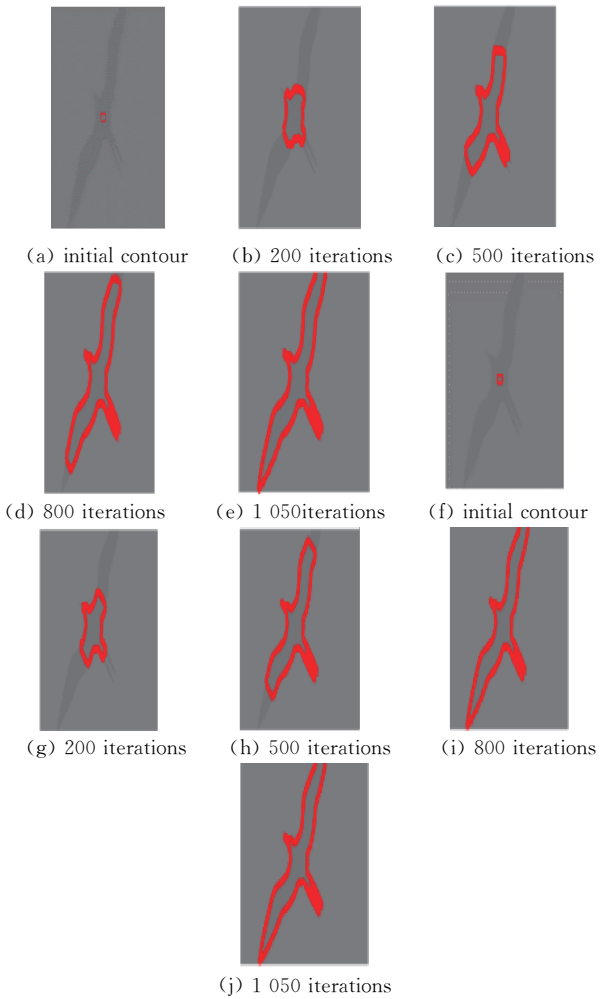 (a) initial contour
(b) 200 iterations
(c) 500 iterations
(d) 800 iterations
(e) 1 050iterations
(f) initial contour
(g) 200 iterations
(h) 500 iterations
(i) 800 iterations
(j) 1 050 iterations